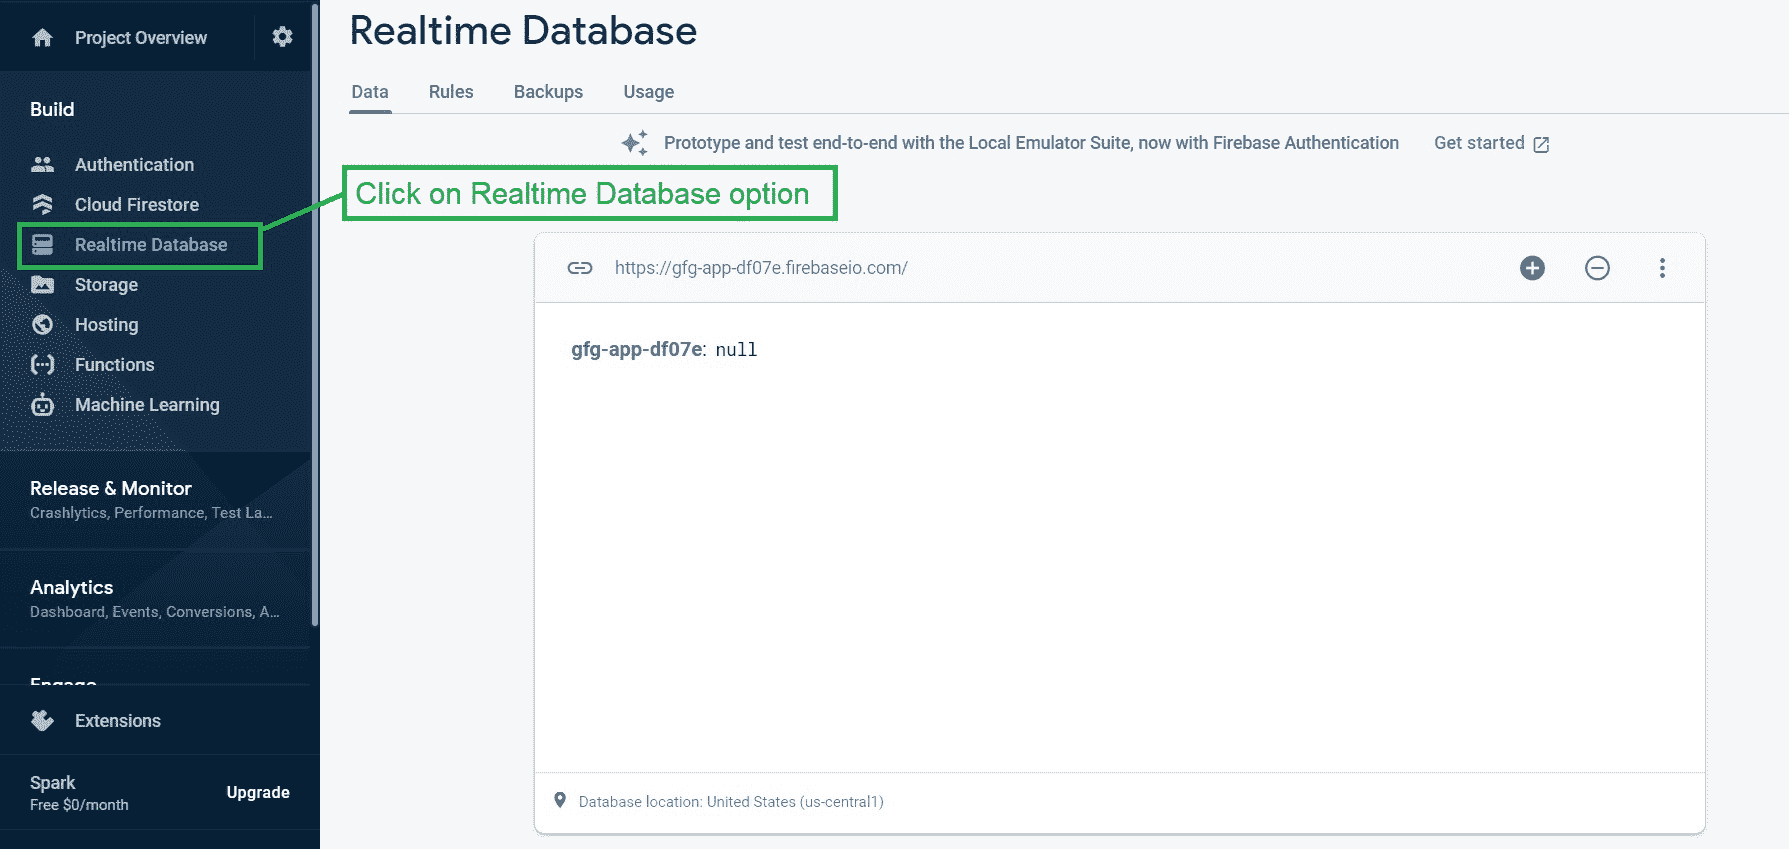 Project Overview
Build
Authentication
Cloud Firestore
Realtime Database
Storage
Hosting
Functions
Machine Learning
Release & Monitor
Crashlytics, Performance, Test La...
Analytics
Dashboard, Events, Conversions, A...
Engage
Extensions
Spark
Free $0/month
Upgrade
Realtime Database
Data Rules Backups Usage
Prototype and test end-to-end with the Local Emulator Suite, now with Firebase Authentication Get started
Click on Realtime Database option
https://gfg-app-df07e.firebaseio.com/
gfg-app-df07e: null
Database location: United States (us-central1)